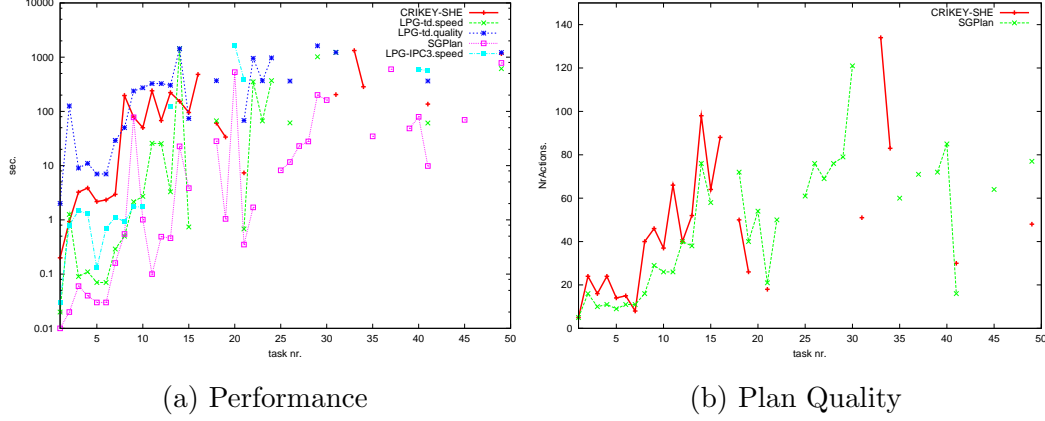 CRIKEY-SHE
LPG-td.speed
LPG-td.quality
SGPlan
LPG-IPC3.speed
10000
1000
100
10
1
0.1
0.01
sec.
5
10
15
20
25
30
35
40
45
50
task nr.
(a) Performance
CRIKEY-SHE
SGPlan
140
120
100
80
60
40
20
0
NrActions.
5
10
15
20
25
30
35
40
45
50
task nr.
(b) Plan Quality